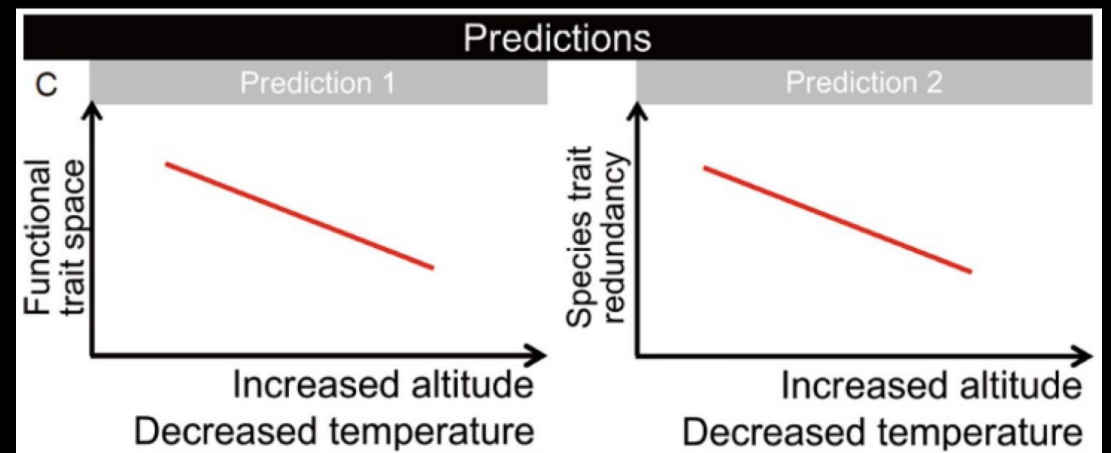 Predictions
C
Prediction 1
Functional
trait space
Increased altitude
Decreased temperature
Prediction 2
Species trait
redundancy
Increased altitude
Decreased temperature